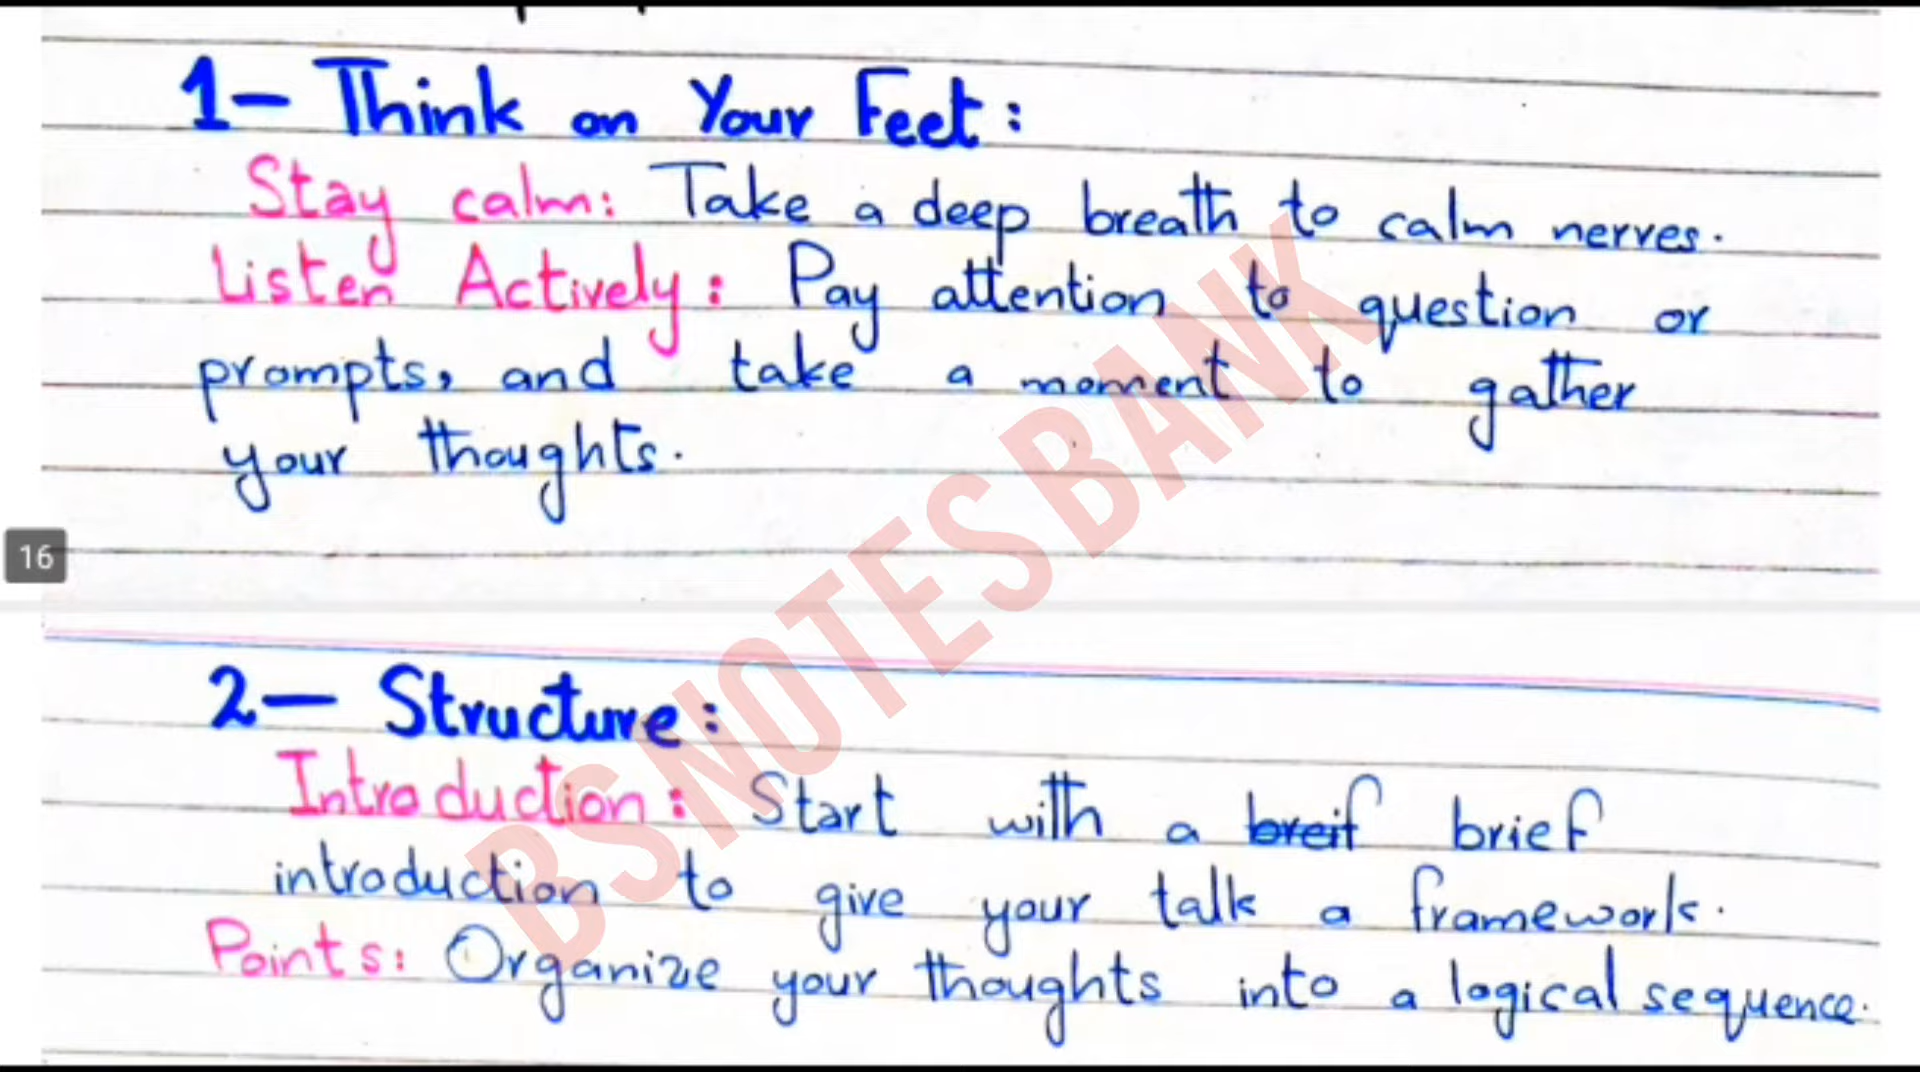 1- Think on Your Feet:
Stay calm: Take a deep breath to calm nerves.
Listen Actively: Pay attention to question or
prompts, and take a moment to gather
your thoughts.
16
2- Structure:
Introduction: Start with a breif brief
introduction to give your talk a framework.
Points: Organize your thoughts into a logical sequence.
BSNOTES BANK